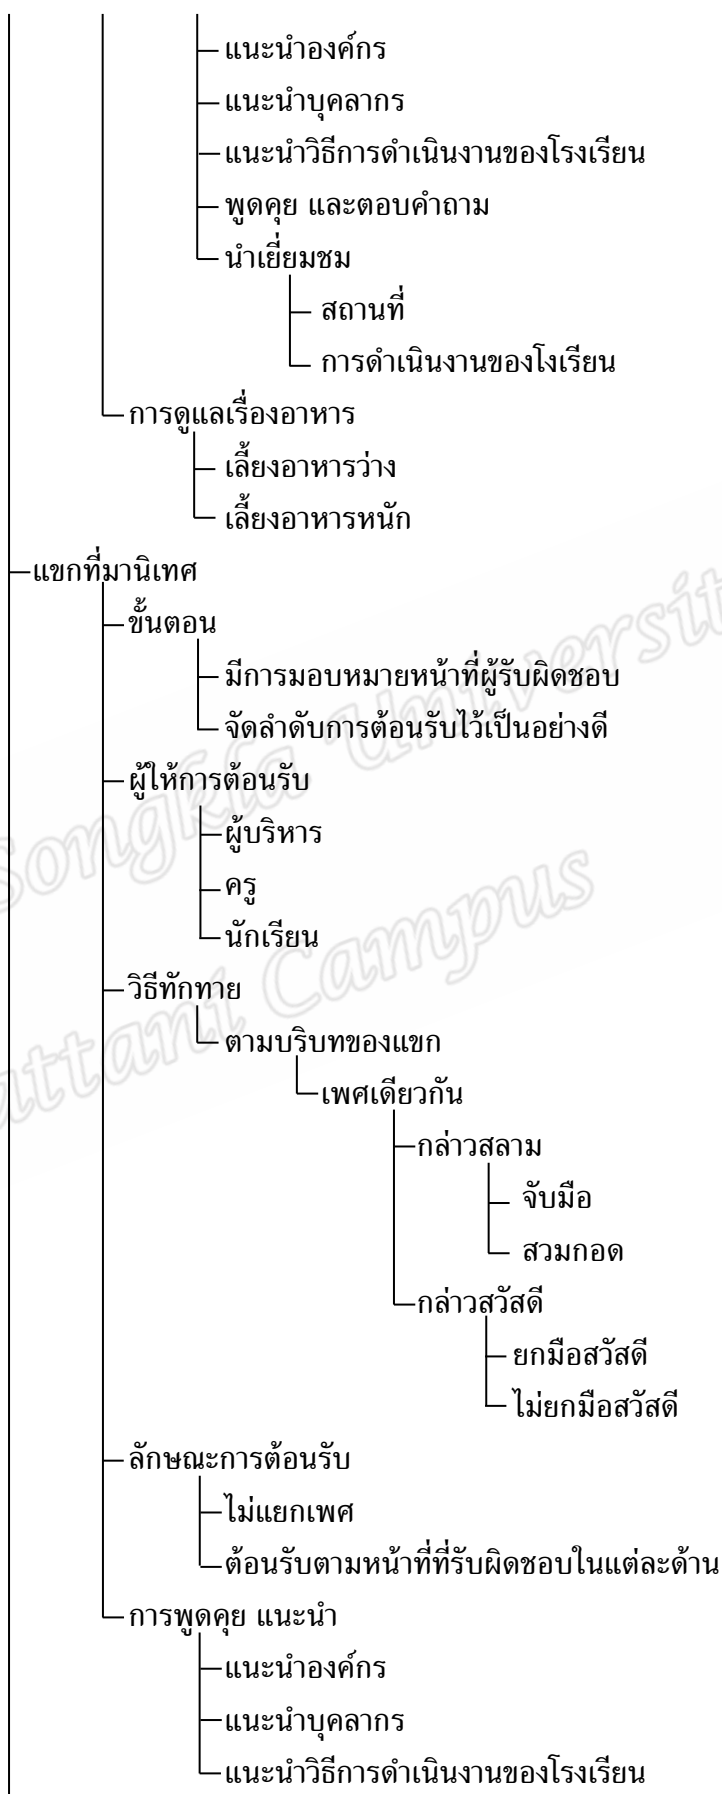 แนะนำองค์กร
แนะนำบุคลากร
แนะนำวิธีการดำเนินงานของโรงเรียน
พูดคุย และตอบคำถาม
นำเยี่ยมชม
สถานที่
การดำเนินงานของโงเรียน
การดูแลเรื่องอาหาร
เลี้ยงอาหารว่าง
เลี้ยงอาหารหนัก
แขกที่มานิเทศ
ขั้นตอน
มีการมอบหมายหน้าที่ผู้รับผิดชอบ
จัดลำดับการต้อนรับไว้เป็นอย่างดี
ผู้ให้การต้อนรับ
ผู้บริหาร
ครู
นักเรียน
วิธีทักทาย
ตามบริบทของแขก
เพศเดียวกัน
กล่าวสลาม
จับมือ
สวมกอด
กล่าวสวัสดี
ยกมือสวัสดี
ไม่ยกมือสวัสดี
ลักษณะการต้อนรับ
ไม่แยกเพศ
ต้อนรับตามหน้าที่ที่รับผิดชอบในแต่ละด้าน
การพูดคุย แนะนำ
แนะนำองค์กร
แนะนำบุคลากร
แนะนำวิธีการดำเนินงานของโรงเรียน
Songkla Universit
attani Campus